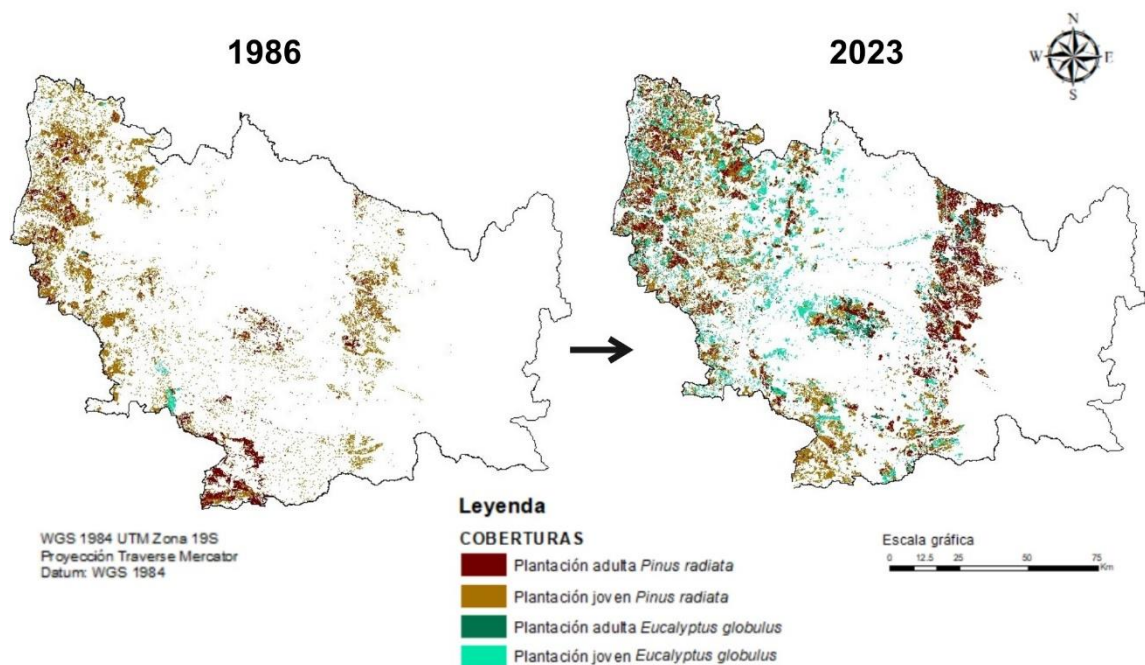 1986
2023
N
W E
S
Leyenda
COBERTURAS
Plantación adulta Pinus radiata
Plantación joven Pinus radiata
Plantación adulta Eucalyptus globulus
Plantación joven Eucalyptus globulus
WGS 1984 UTM Zona 19S
Proyección Traverse Mercator
Datum: WGS 1984
Escala gráfica
0 12.5 25 50 75
Km